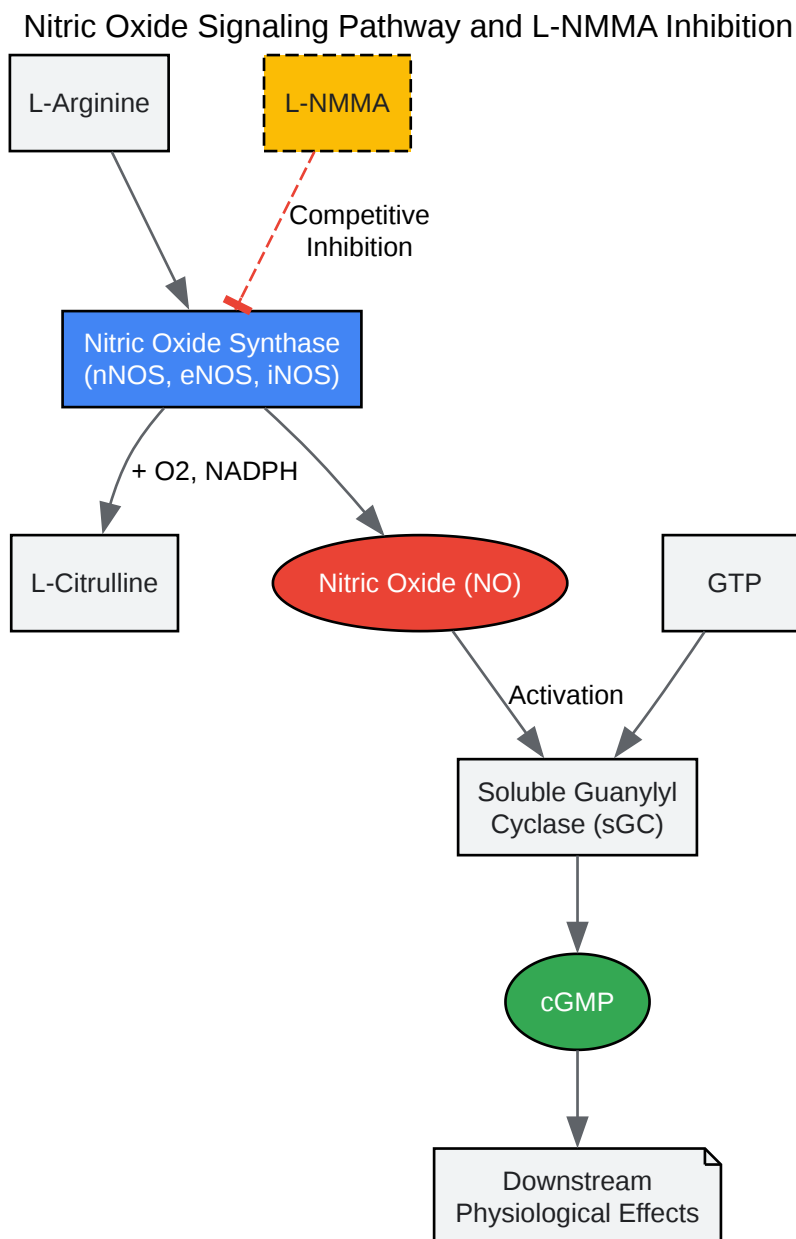 Nitric Oxide Signaling Pathway and L-NMMA Inhibition
L-Arginine
L-NMMA
Competitive
Inhibition
Nitric Oxide Synthase
(nNOS, eNOS, iNOS)
+ O2, NADPH
L-Citrulline
Nitric Oxide (NO)
GTP
Activation
Soluble Guanylyl
Cyclase (sGC)
cGMP
Downstream
Physiological Effects